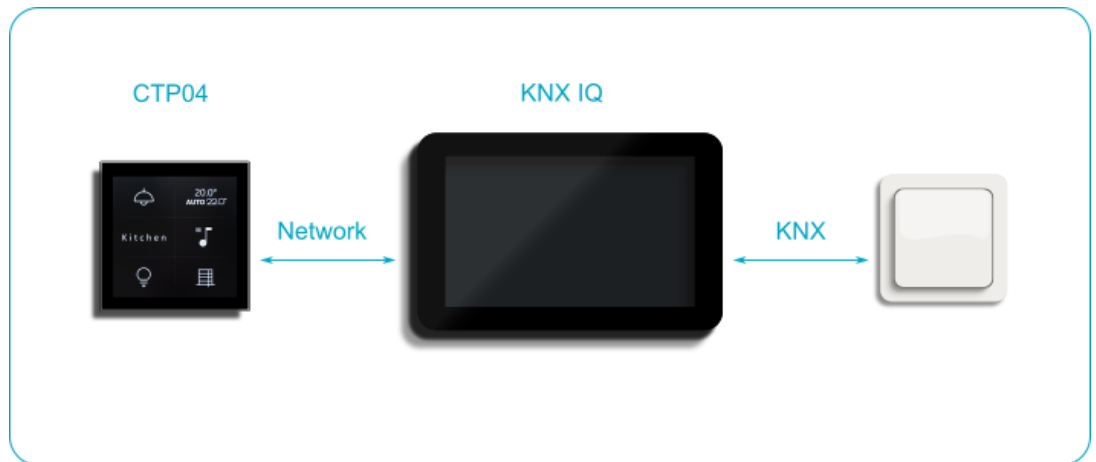 CTP04
KNX IQ
20.0°
AUTO 22.0°
Kitchen
Network
KNX